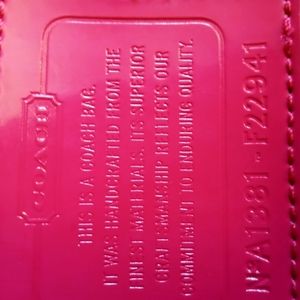 COACH
THIS IS A COACH BAG.
IT WAS HANDCRAFTED FROM THE
FINEST MATERIALS. ITS SUPERIOR
CRAFTSMANSHIP REFLECTS OUR
COMMITMENT TO ENDURING QUALITY.
A1381 - F22941